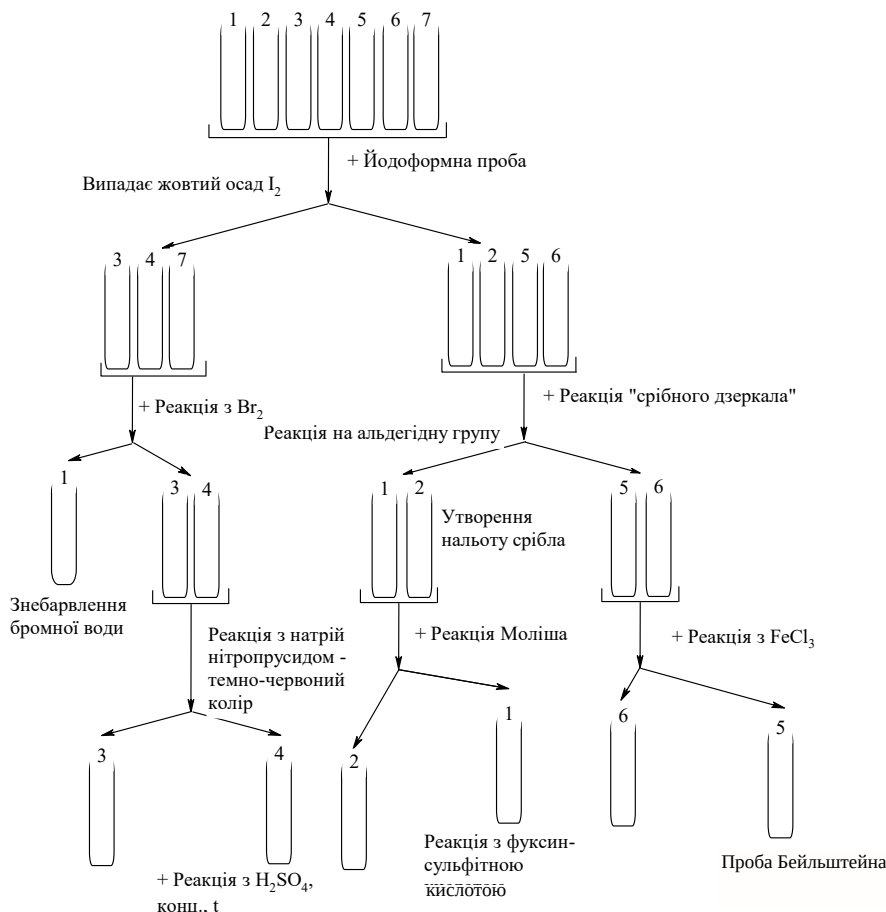 1 2 3 4 5 6 7
+ Йодоформна проба
Випадає жовтий осад I₂
3 4 7
1 2 5 6
+ Реакція з Br₂
+ Реакція "срібного дзеркала"
Реакція на альдегідну групу
1
3 4
1 2
5 6
Утворення
нальоту срібла
Знебарвлення
бромної води
Реакція з натрій
нітропрусидом -
темно-червоний
колір
+ Реакція Моліша
+ Реакція з FeCl₃
3
4
2
1
6
5
Реакція з фуксин-
сульфітною
кислотою
Проба Бейльштейна
+ Реакція з H₂SO₄,
конц., t